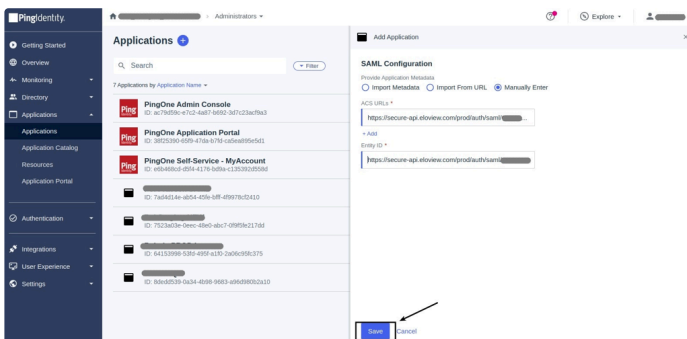 PingIdentity.
Administrators
Explore
Getting Started
Overview
Monitoring
Directory
Applications
Applications
Application Catalog
Resources
Application Portal
Authentication
Integrations
User Experience
Settings
Applications
Search
Filter
7 Applications by Application Name
Ping
PingOne Admin Console
ID: ac79d59c-e7c2-4a87-b692-3d7c23acf9a3
Ping
PingOne Application Portal
ID: 38f25390-65f9-47da-b7fd-ca5ea895e5d1
Ping
PingOne Self-Service - MyAccount
ID: e6b468cd-d5f4-4176-bd9a-c135392d558d
ID: 7ad4d14e-ab54-45fe-bfff-4f9978cf2410
ID: 7523a03e-0eec-48e0-abc7-0f9f5fe217dd
ID: 64153998-53fd-495f-a1f0-2a06c95fc375
ID: 8dedd539-0a34-4b98-9683-a96d980b2a10
Add Application
SAML Configuration
Provide Application Metadata
Import Metadata Import From URL Manually Enter
ACS URLs *
https://secure-api.eloview.com/prod/auth/saml/ ...
+ Add
Entity ID *
https://secure-api.eloview.com/prod/auth/saml/
Save Cancel